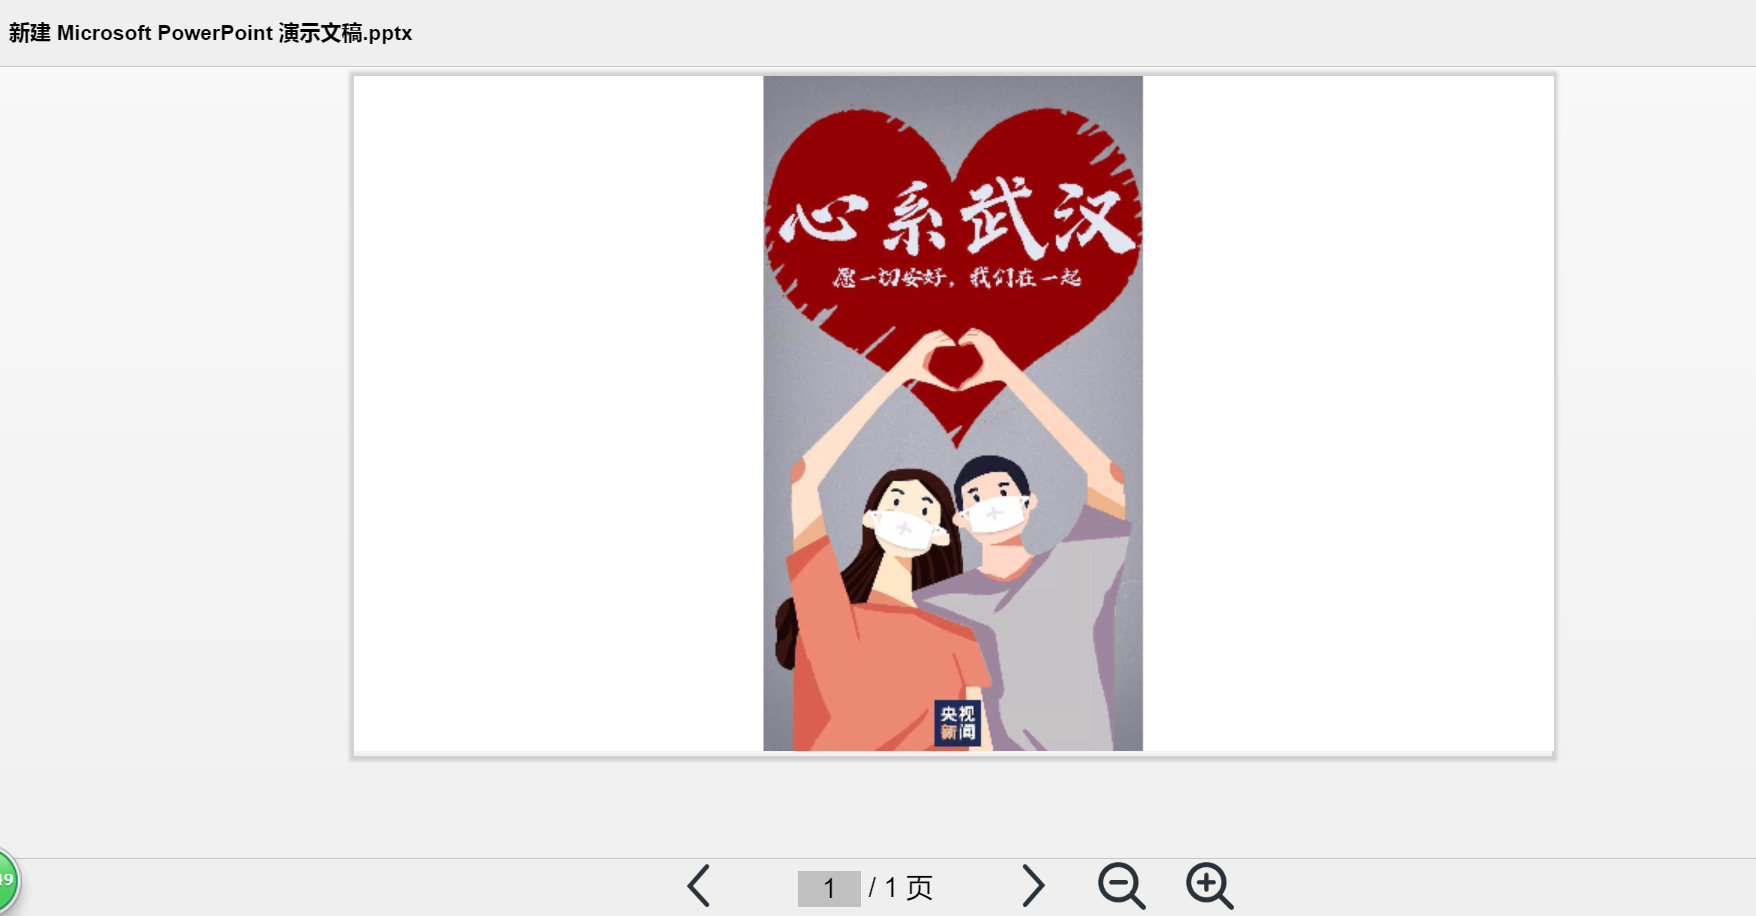 新建 Microsoft PowerPoint 演示文稿.pptx
心系武汉
愿一切安好，我们在一起
央视
新闻
49
1 / 1 页